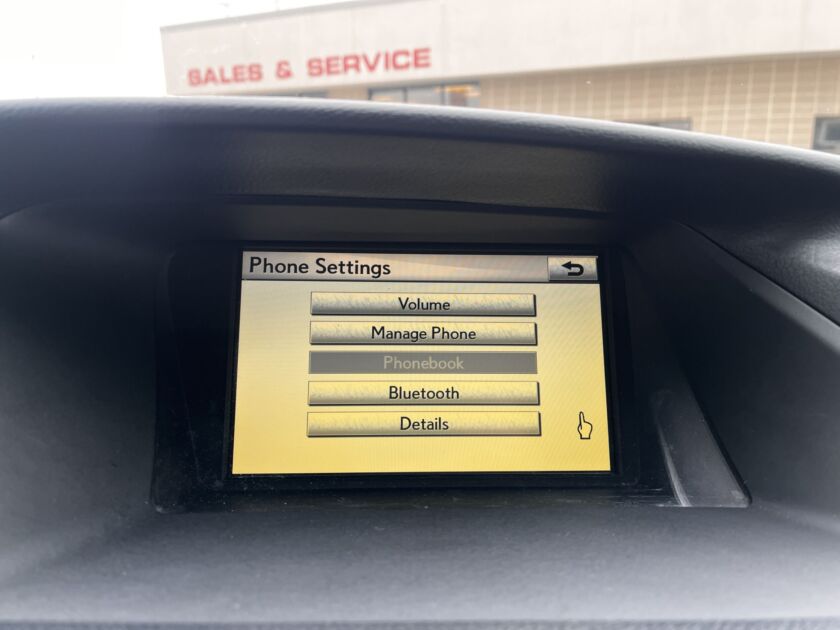 SALES & SERVICE
Phone Settings
Volume
Manage Phone
Phonebook
Bluetooth
Details